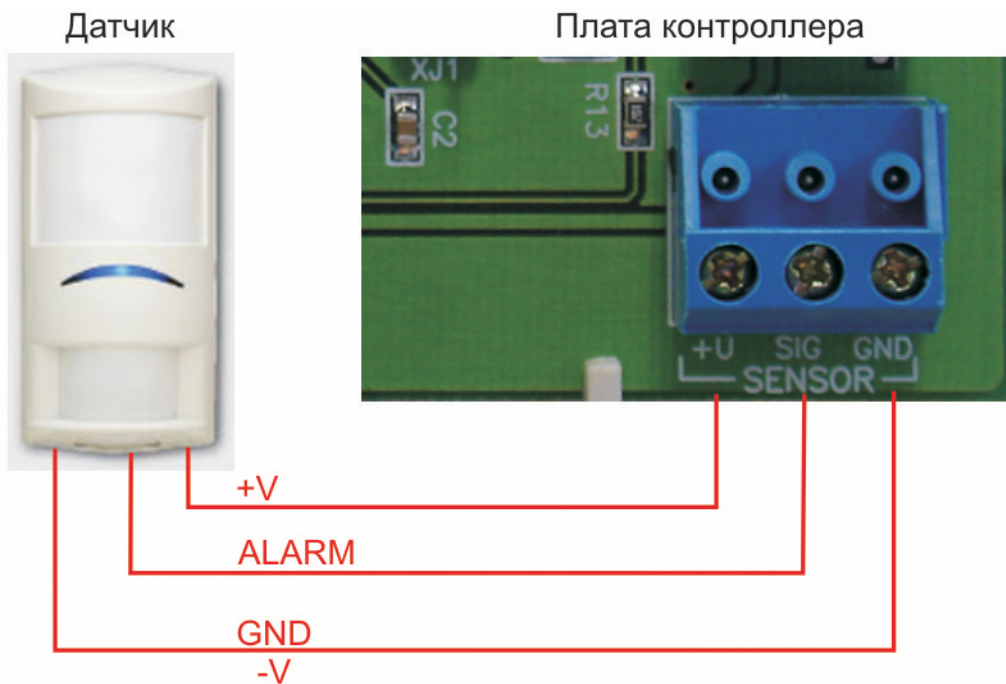 Датчик
Плата контроллера
XJ1
C2
R13
+U SIG GND
SENSOR
+V
ALARM
GND
-V